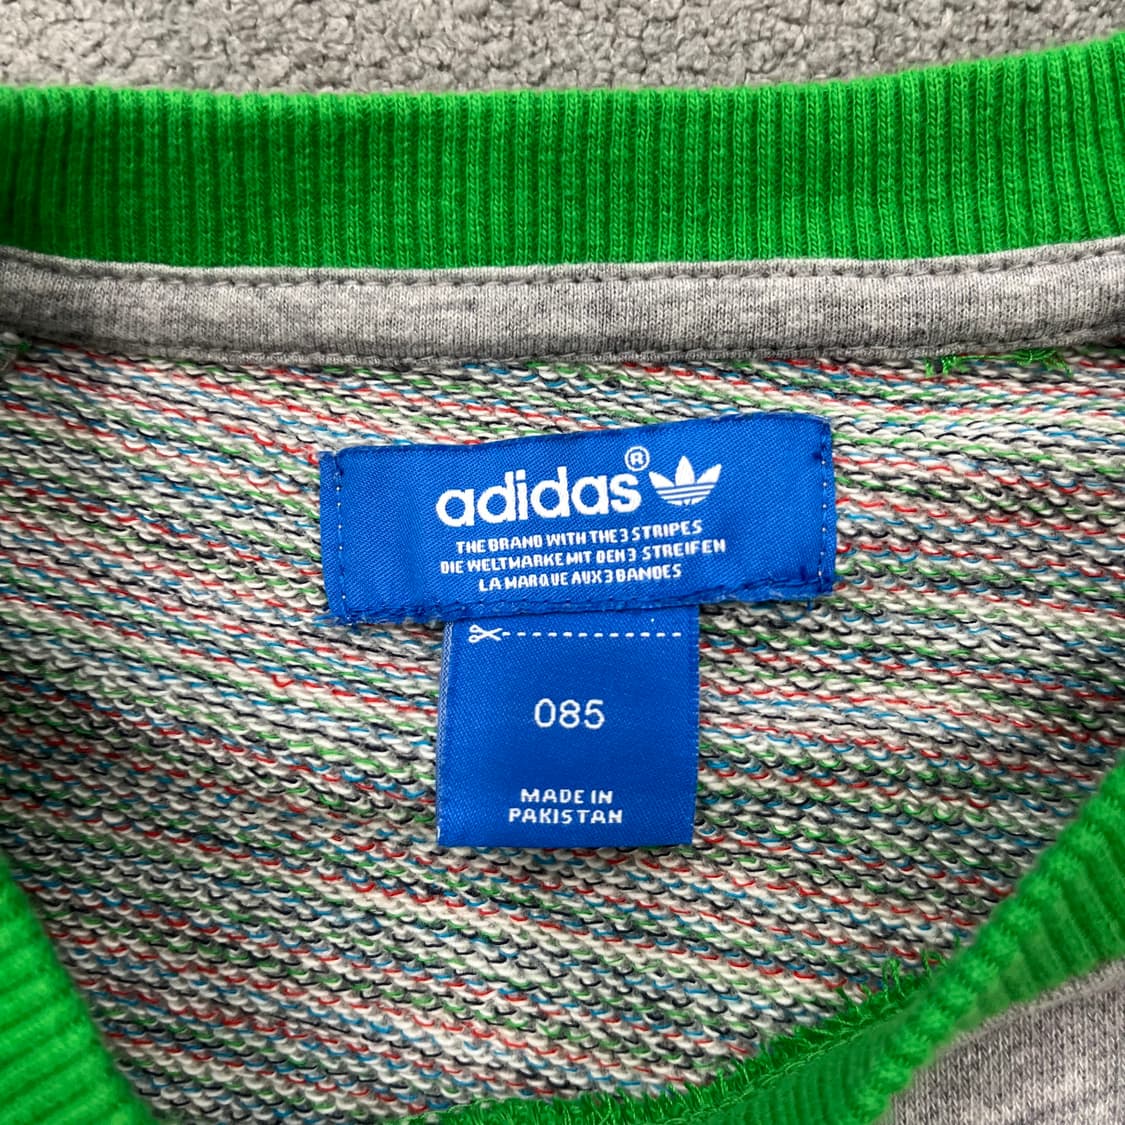 adidas®
THE BRAND WITH THE 3 STRIPES
DIE WELTMARKE MIT DEN 3 STREIFEN
LA MARQUE AUX 3 BANDES
085
MADE IN
PAKISTAN